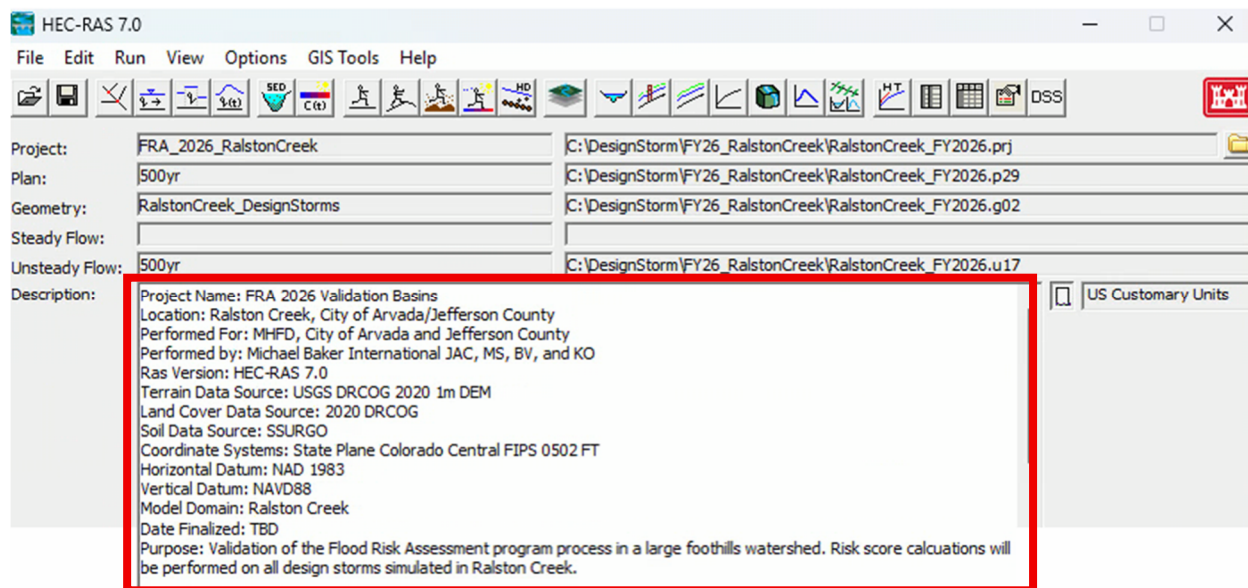 HEC-RAS 7.0
File Edit Run View Options GIS Tools Help
SED C(t) HD HT DSS
Project: FRA_2026_RalstonCreek C:\DesignStorm\FY26_RalstonCreek\RalstonCreek_FY2026.prj
Plan: 500yr C:\DesignStorm\FY26_RalstonCreek\RalstonCreek_FY2026.p29
Geometry: RalstonCreek_DesignStorms C:\DesignStorm\FY26_RalstonCreek\RalstonCreek_FY2026.g02
Steady Flow:
Unsteady Flow: 500yr C:\DesignStorm\FY26_RalstonCreek\RalstonCreek_FY2026.u17
Description: Project Name: FRA 2026 Validation Basins US Customary Units
Location: Ralston Creek, City of Arvada/Jefferson County
Performed For: MHFD, City of Arvada and Jefferson County
Performed by: Michael Baker International JAC, MS, BV, and KO
Ras Version: HEC-RAS 7.0
Terrain Data Source: USGS DRCOG 2020 1m DEM
Land Cover Data Source: 2020 DRCOG
Soil Data Source: SSURGO
Coordinate Systems: State Plane Colorado Central FIPS 0502 FT
Horizontal Datum: NAD 1983
Vertical Datum: NAVD88
Model Domain: Ralston Creek
Date Finalized: TBD
Purpose: Validation of the Flood Risk Assessment program process in a large foothills watershed. Risk score calcuations will
be performed on all design storms simulated in Ralston Creek.